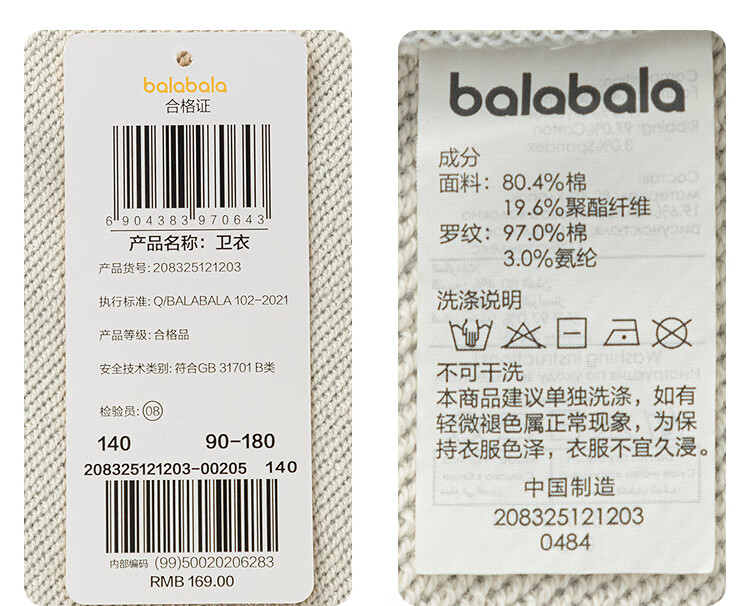 balabala
合格证
6904383970643
产品名称：卫衣
产品货号：208325121203
执行标准：Q/BALABALA 102-2021
产品等级：合格品
安全技术类别：符合GB 31701 B类
检验员：08
140 90-180
208325121203-00205 140
内部编码 (99)50020206283
RMB 169.00
balabala
成分
面料：80.4%棉
19.6%聚酯纤维
罗纹：97.0%棉
3.0%氨纶
洗涤说明
不可干洗
本商品建议单独洗涤，如有
轻微褪色属正常现象，为保
持衣服色泽，衣服不宜久浸。
中国制造
208325121203
0484